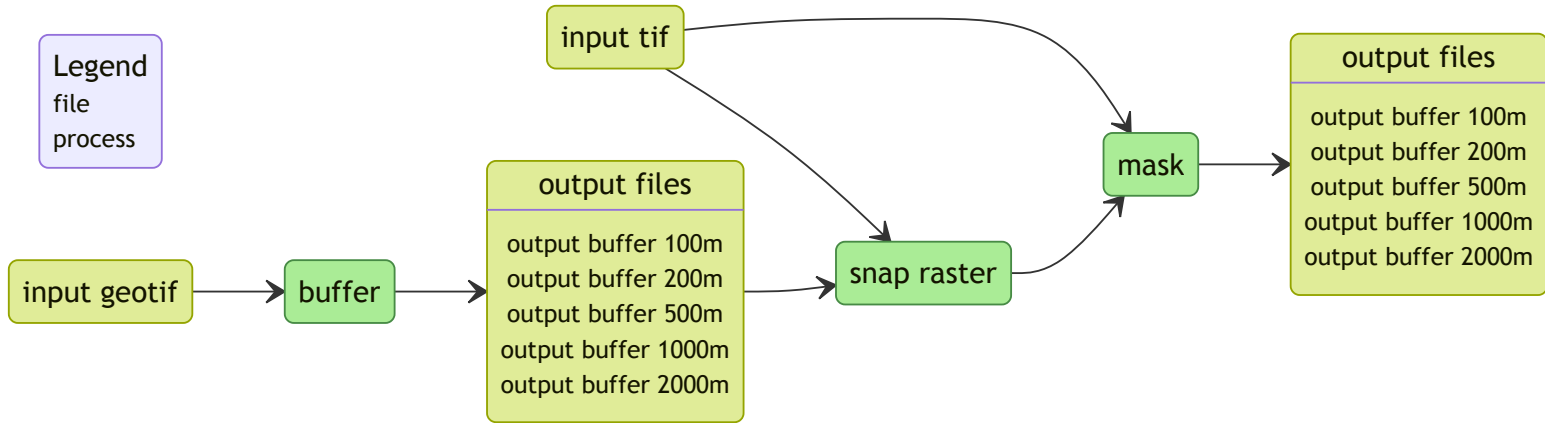 Legend
file
process
input geotif
buffer
output files
output buffer 100m
output buffer 200m
output buffer 500m
output buffer 1000m
output buffer 2000m
input tif
snap raster
mask
output files
output buffer 100m
output buffer 200m
output buffer 500m
output buffer 1000m
output buffer 2000m